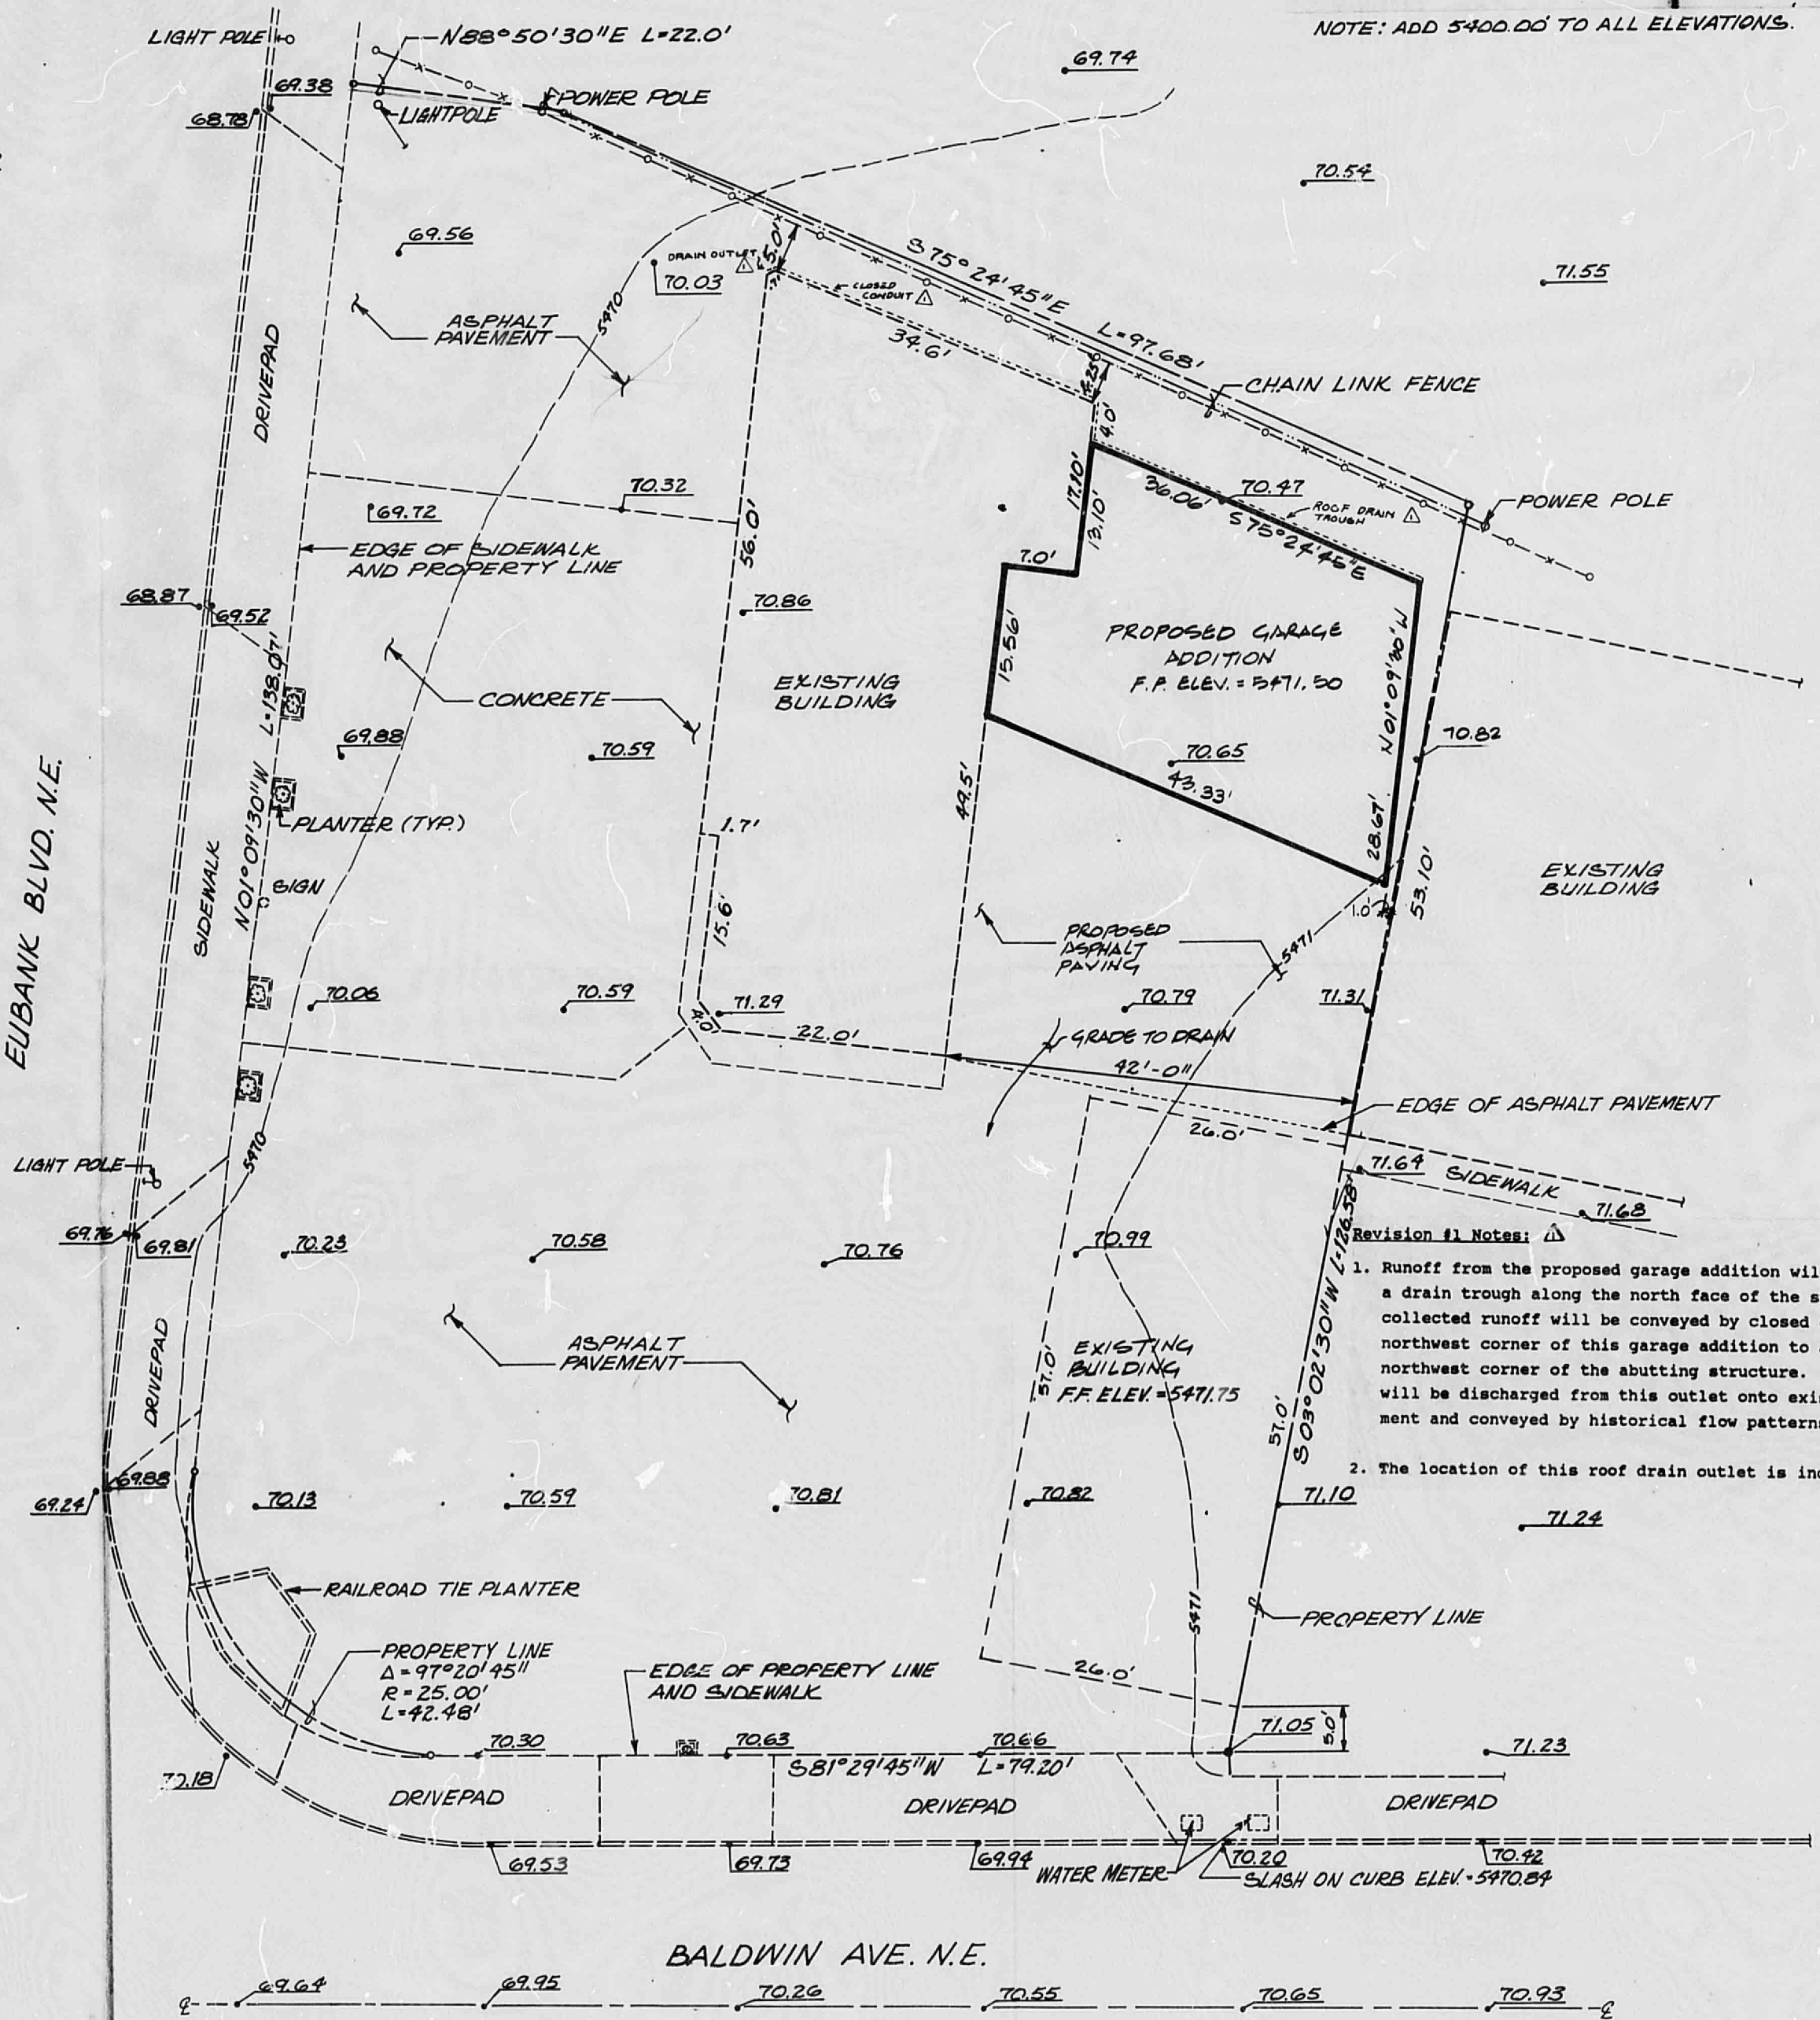 NOTE: ADD 5400.00' TO ALL ELEVATIONS.
LIGHT POLE
N88°50'30"E L=22.0'
69.74
69.38
68.78
LIGHTPOLE
POWER POLE
70.54
69.56
DRAIN OUTLET
70.03
5.0'
S 75° 24' 45" E L=97.68'
71.55
CLOSED
CONDUIT
5470
ASPHALT
PAVEMENT
34.6'
DRIVEPAD
4.25'
CHAIN LINK FENCE
4.0'
17.10'
13.10'
36.06'
70.47
ROOF DRAIN
TROUGH
S 75° 24' 45" E
POWER POLE
70.32
69.72
56.0'
EDGE OF SIDEWALK
AND PROPERTY LINE
7.0'
68.87
69.52
70.86
15.56'
PROPOSED GARAGE
ADDITION
F.F. ELEV. = 5471.50
N01°09'30"W
N01°09'30"W L=138.07'
EXISTING
BUILDING
CONCRETE
69.88
70.59
70.65
70.82
43.33'
28.67'
53.10'
49.5'
EUBANK BLVD. N.E.
PLANTER (TYP.)
1.7'
SIDEWALK
SIGN
15.6'
EXISTING
BUILDING
1.0'
PROPOSED
ASPHALT
PAVING
5471
70.06
70.59
71.29
4.0'
22.0'
70.79
71.31
GRADE TO DRAIN
42'-0"
EDGE OF ASPHALT PAVEMENT
26.0'
5470
LIGHT POLE
71.64
SIDEWALK
71.68
69.76
69.81
70.23
70.58
70.76
70.99
S 03° 02' 30" W L=126.58'
Revision #1 Notes:
1. Runoff from the proposed garage addition wil
a drain trough along the north face of the s
collected runoff will be conveyed by closed
northwest corner of this garage addition to
northwest corner of the abutting structure.
will be discharged from this outlet onto exis
ment and conveyed by historical flow pattern
2. The location of this roof drain outlet is inc
DRIVEPAD
ASPHALT
PAVEMENT
57.0'
EXISTING
BUILDING
F.F. ELEV. = 5471.75
57.0'
69.88
69.24
70.13
70.59
70.81
70.82
71.10
71.24
RAILROAD TIE PLANTER
5471
PROPERTY LINE
PROPERTY LINE
Δ = 97°20'45"
R = 25.00'
L=42.48'
EDGE OF PROPERTY LINE
AND SIDEWALK
26.0'
70.30
70.63
70.66
71.05
5.0'
71.23
70.18
S81°29'45"W L=79.20'
DRIVEPAD
DRIVEPAD
DRIVEPAD
69.53
69.73
69.94
WATER METER
70.20
70.42
SLASH ON CURB ELEV. = 5470.84
BALDWIN AVE. N.E.
69.64
69.95
70.26
70.55
70.65
70.93